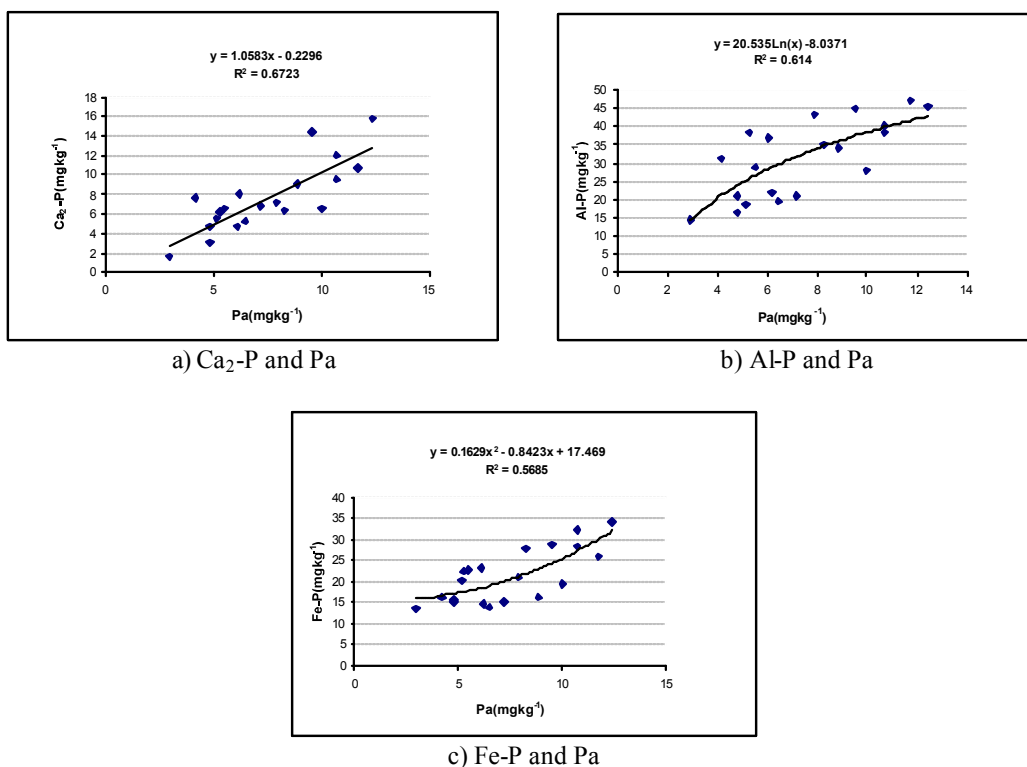 y = 1.0583x - 0.2296
R² = 0.6723
18
16
14
12
10
8
6
4
2
0
Ca₂-P(mgkg⁻¹)
0 5 10 15
Pa(mgkg⁻¹)
a) Ca₂-P and Pa
y = 20.535Ln(x) -8.0371
R² = 0.614
50
45
40
35
30
25
20
15
10
5
0
Al-P(mgkg⁻¹)
0 2 4 6 8 10 12 14
Pa(mgkg⁻¹)
b) Al-P and Pa
y = 0.1629x² - 0.8423x + 17.469
R² = 0.5685
40
35
30
25
20
15
10
5
0
Fe-P(mgkg⁻¹)
0 5 10 15
Pa(mgkg⁻¹)
c) Fe-P and Pa